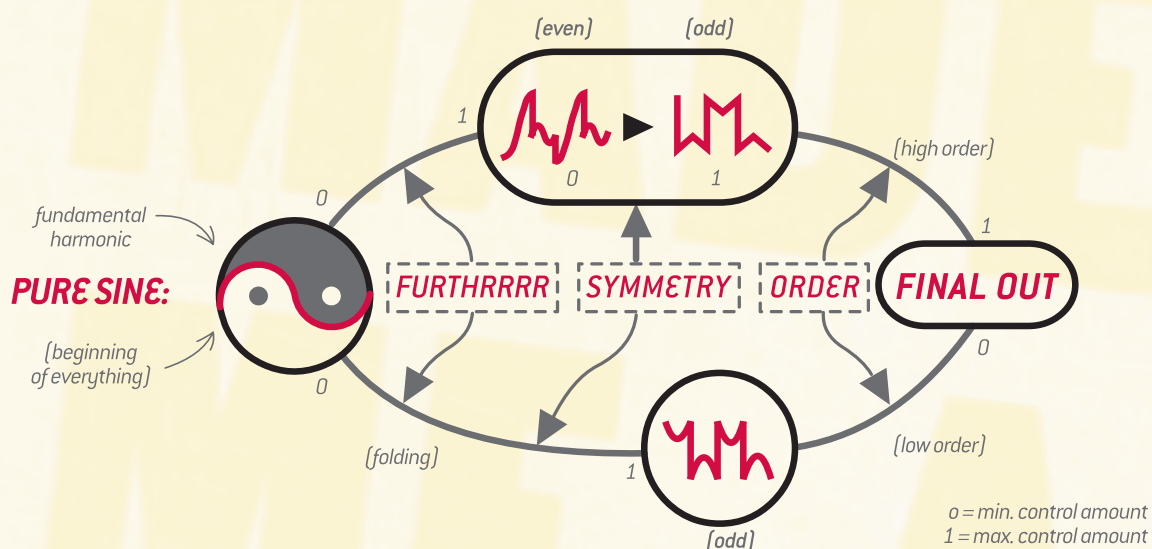 (even)
(odd)
1
0
1
(high order)
0
fundamental
harmonic
1
PURE SINE:
FURTHRRRR
SYMMETRY
ORDER
FINAL OUT
(beginning
of everything)
0
0
(folding)
1
(low order)
(odd)
0 = min. control amount
1 = max. control amount